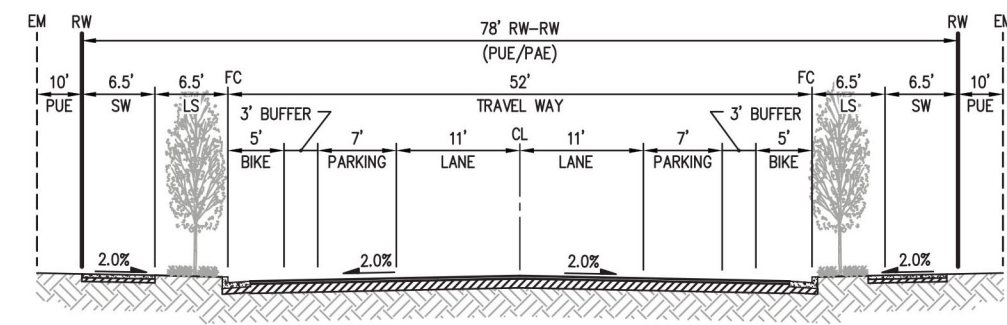 EM RW 78' RW-RW RW EM
(PUE/PAE)
10' 6.5' 6.5' FC 52' FC 6.5' 6.5' 10'
PUE SW LS TRAVEL WAY LS SW PUE
3' BUFFER CL 3' BUFFER
5' 7' 11' 11' 7' 5'
BIKE PARKING LANE LANE PARKING BIKE
2.0% 2.0% 2.0% 2.0%